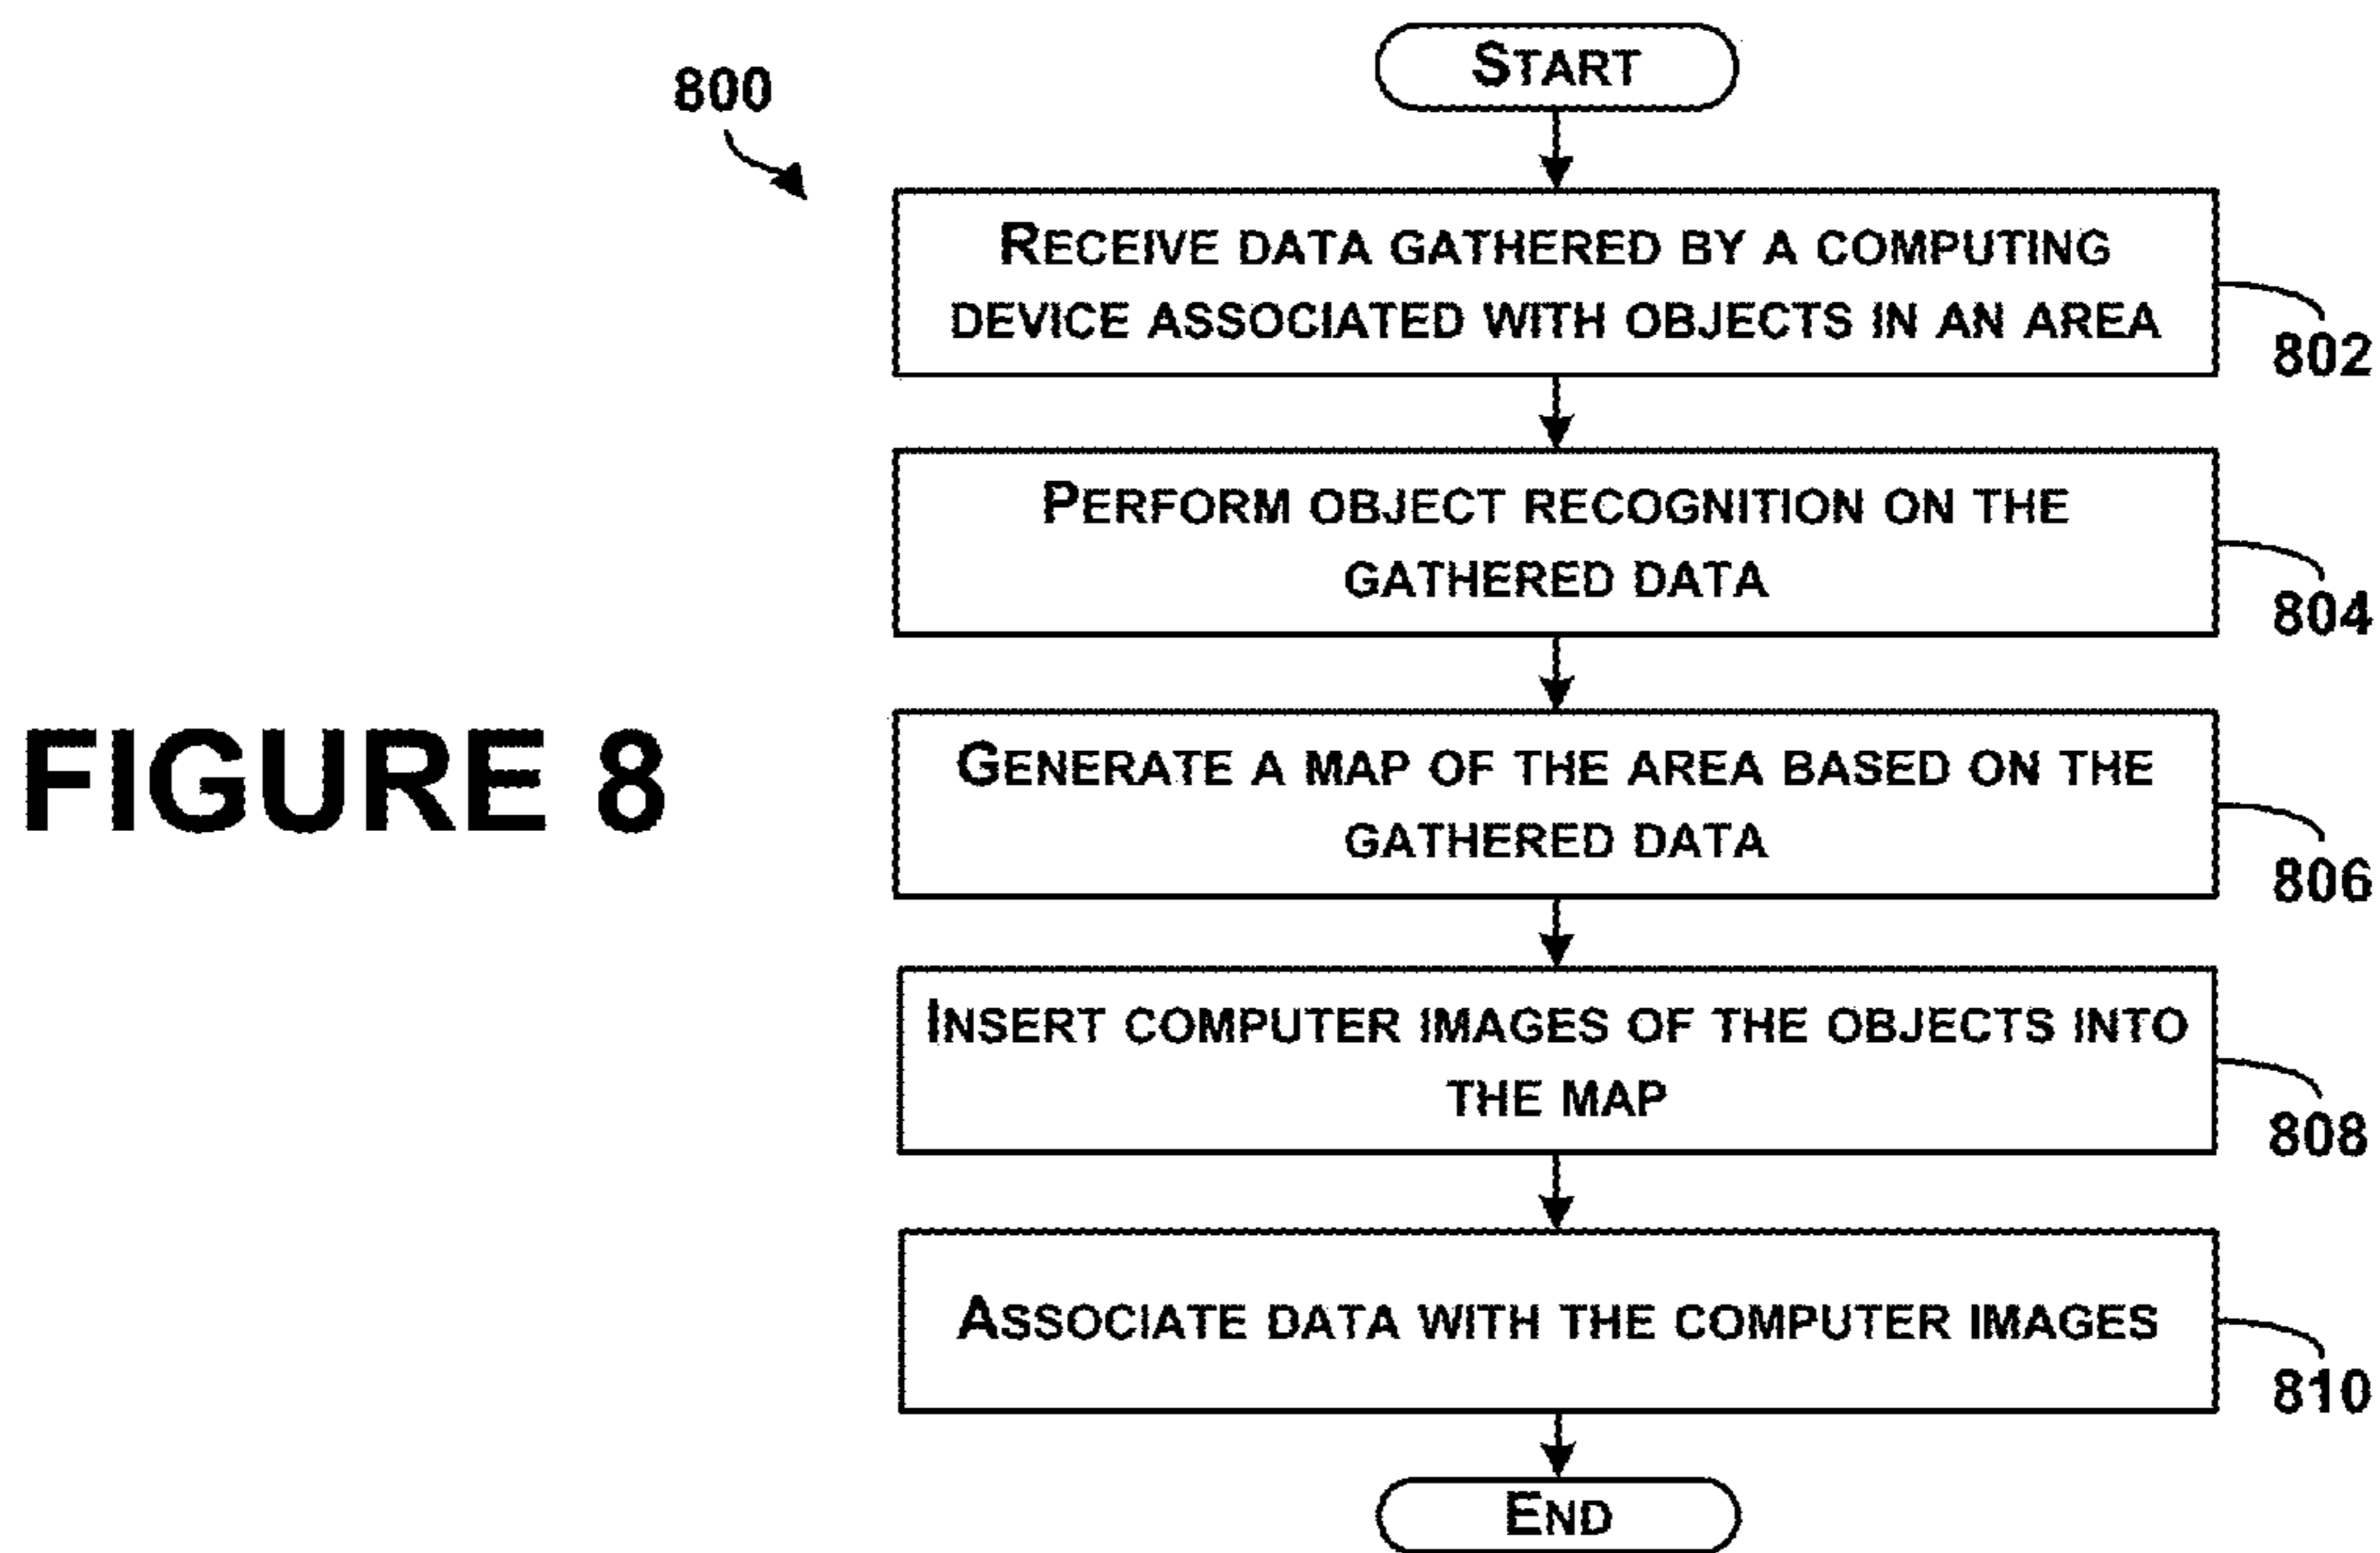 START
800
RECEIVE DATA GATHERED BY A COMPUTING
DEVICE ASSOCIATED WITH OBJECTS IN AN AREA
802
PERFORM OBJECT RECOGNITION ON THE
GATHERED DATA
804
FIGURE 8
GENERATE A MAP OF THE AREA BASED ON THE
GATHERED DATA
806
INSERT COMPUTER IMAGES OF THE OBJECTS INTO
THE MAP
808
ASSOCIATE DATA WITH THE COMPUTER IMAGES
810
END